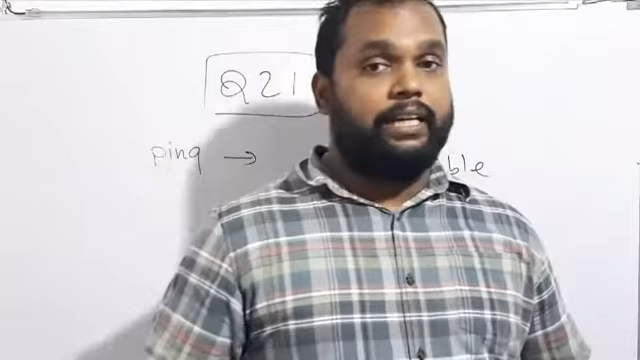 Q21
ping → ble